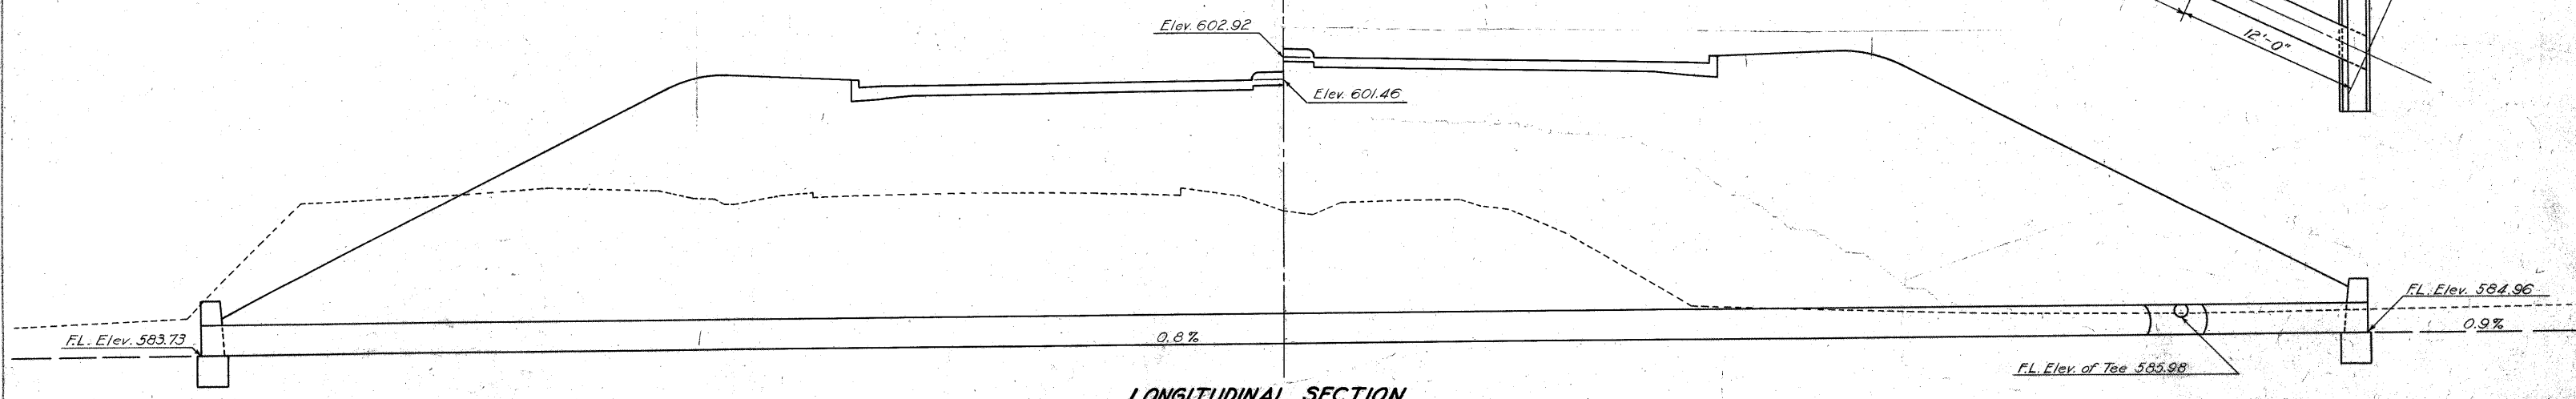 Elev. 602.92
12'-0"
Elev. 601.46
F.L. Elev. 584.96
0.9%
F.L. Elev. 583.73
0.8%
F.L. Elev. of Tee 585.98
LONGITUDINAL SECTION